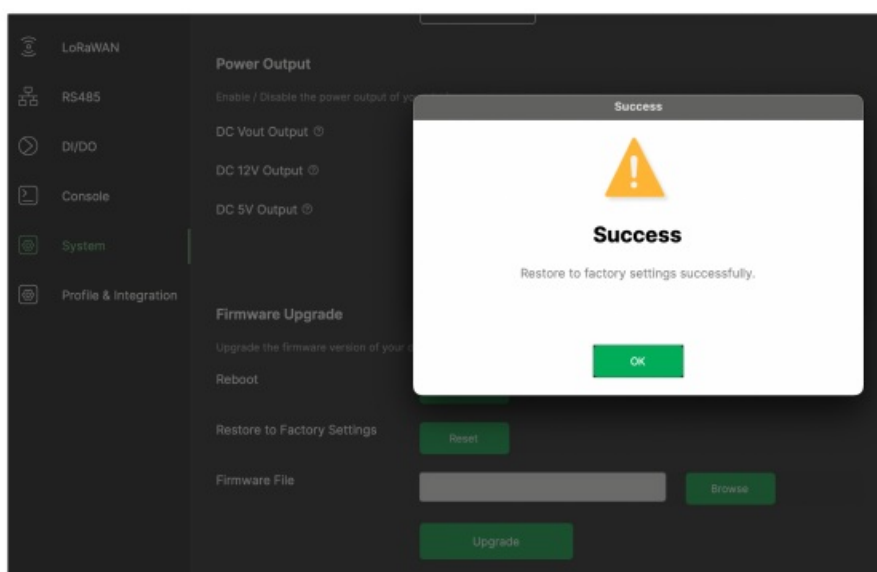 LoRaWAN
RS485
DI/DO
Console
System
Profile & Integration
Power Output
Enable / Disable the power output of
DC Vout Output
DC 12V Output
DC 5V Output
Firmware Upgrade
Upgrade the firmware version of your
Reboot
Restore to Factory Settings
Reset
Firmware File
Browse
Upgrade
Success
Success
Restore to factory settings successfully.
OK